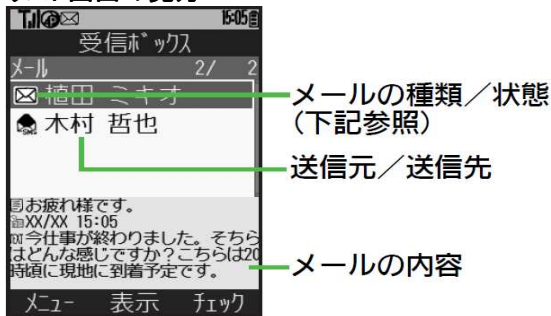 15:05
受信ﾎﾞｯｸｽ
ﾒｰﾙ 2/ 2
植田 ミキオ
木村 哲也
メールの種類／状態
（下記参照）
送信元／送信先
お疲れ様です。
XX/XX 15:05
今仕事が終わりました。そちら
はどんな感じですか？こちらは20
時頃に現地に到着予定です。
メールの内容
ﾒﾆｭｰ 表示 ﾁｪｯｸ